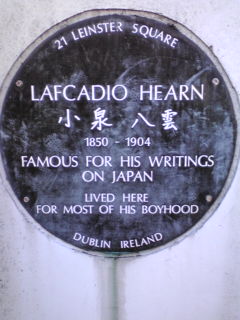 21 LEINSTER SQUARE
LAFCADIO HEARN
小泉 八雲
1850 - 1904
FAMOUS FOR HIS WRITINGS
ON JAPAN
LIVED HERE
FOR MOST OF HIS BOYHOOD
DUBLIN IRELAND